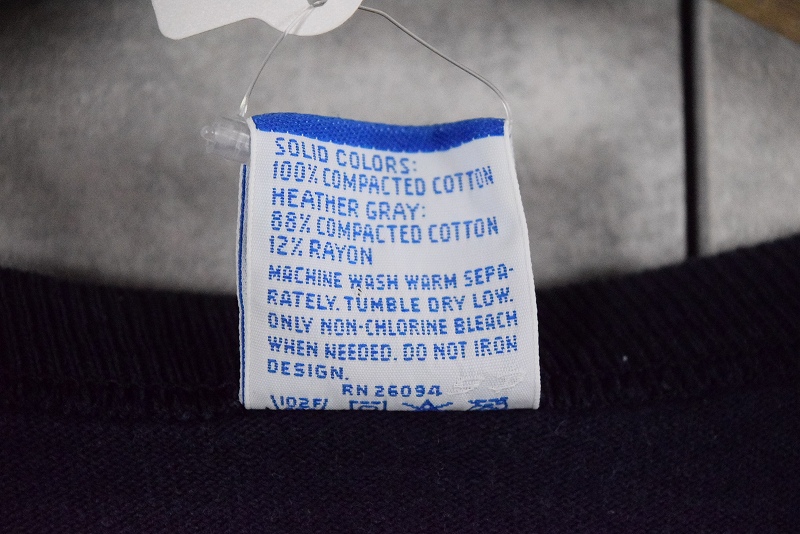 SOLID COLORS:
100% COMPACTED COTTON
HEATHER GRAY:
88% COMPACTED COTTON
12% RAYON
MACHINE WASH WARM SEPA-
RATELY. TUMBLE DRY LOW.
ONLY NON-CHLORINE BLEACH
WHEN NEEDED. DO NOT IRON
DESIGN.
RN 26094
102F